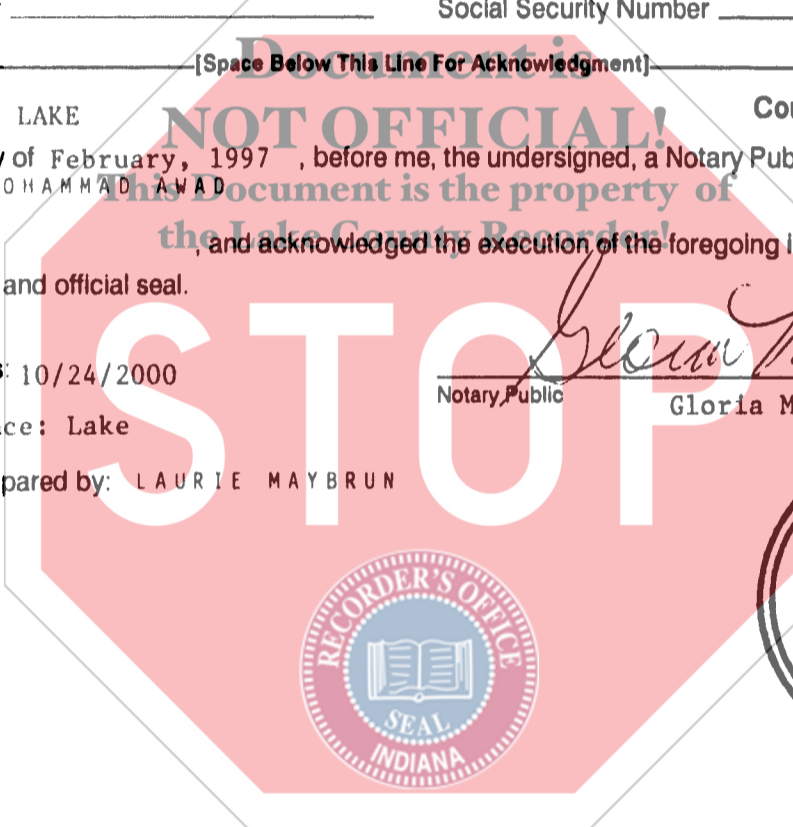 Social Security Number
[Space Below This Line For Acknowledgment]
Document is
LAKE
NOT OFFICIAL!
of February, 1997 , before me, the undersigned, a Notary
OHAMMAD AWAD
This Document is the property of
the Lake County Recorder!
, and acknowledged the execution of the foregoing
and official seal.
STOP
: 10/24/2000
Notary Public
Gloria M
ce: Lake
pared by: LAURIE MAYBRUN
RECORDER'S OFFICE
SEAL
INDIANA